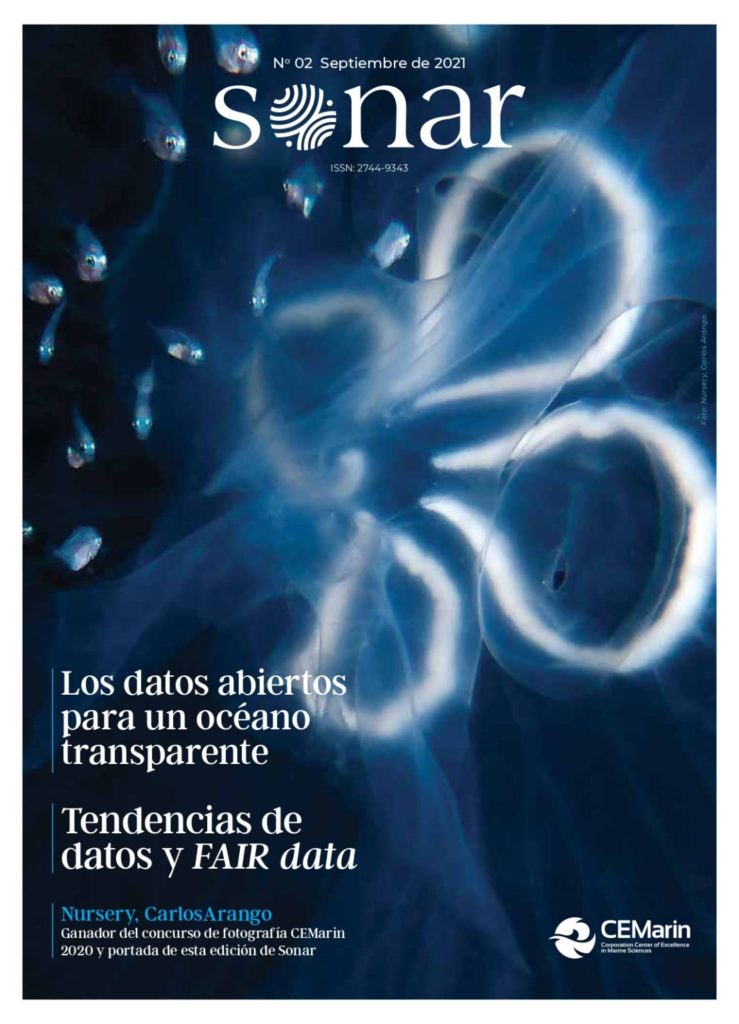 Nº 02 Septiembre de 2021
sonar
ISSN: 2744-9343
Foto: Nursery, Carlos Arango
Los datos abiertos
para un océano
transparente
Tendencias de
datos y FAIR data
Nursery, CarlosArango
Ganador del concurso de fotografía CEMarin
2020 y portada de esta edición de Sonar
CEMarin
Corporation Center of Excellence
in Marine Sciences